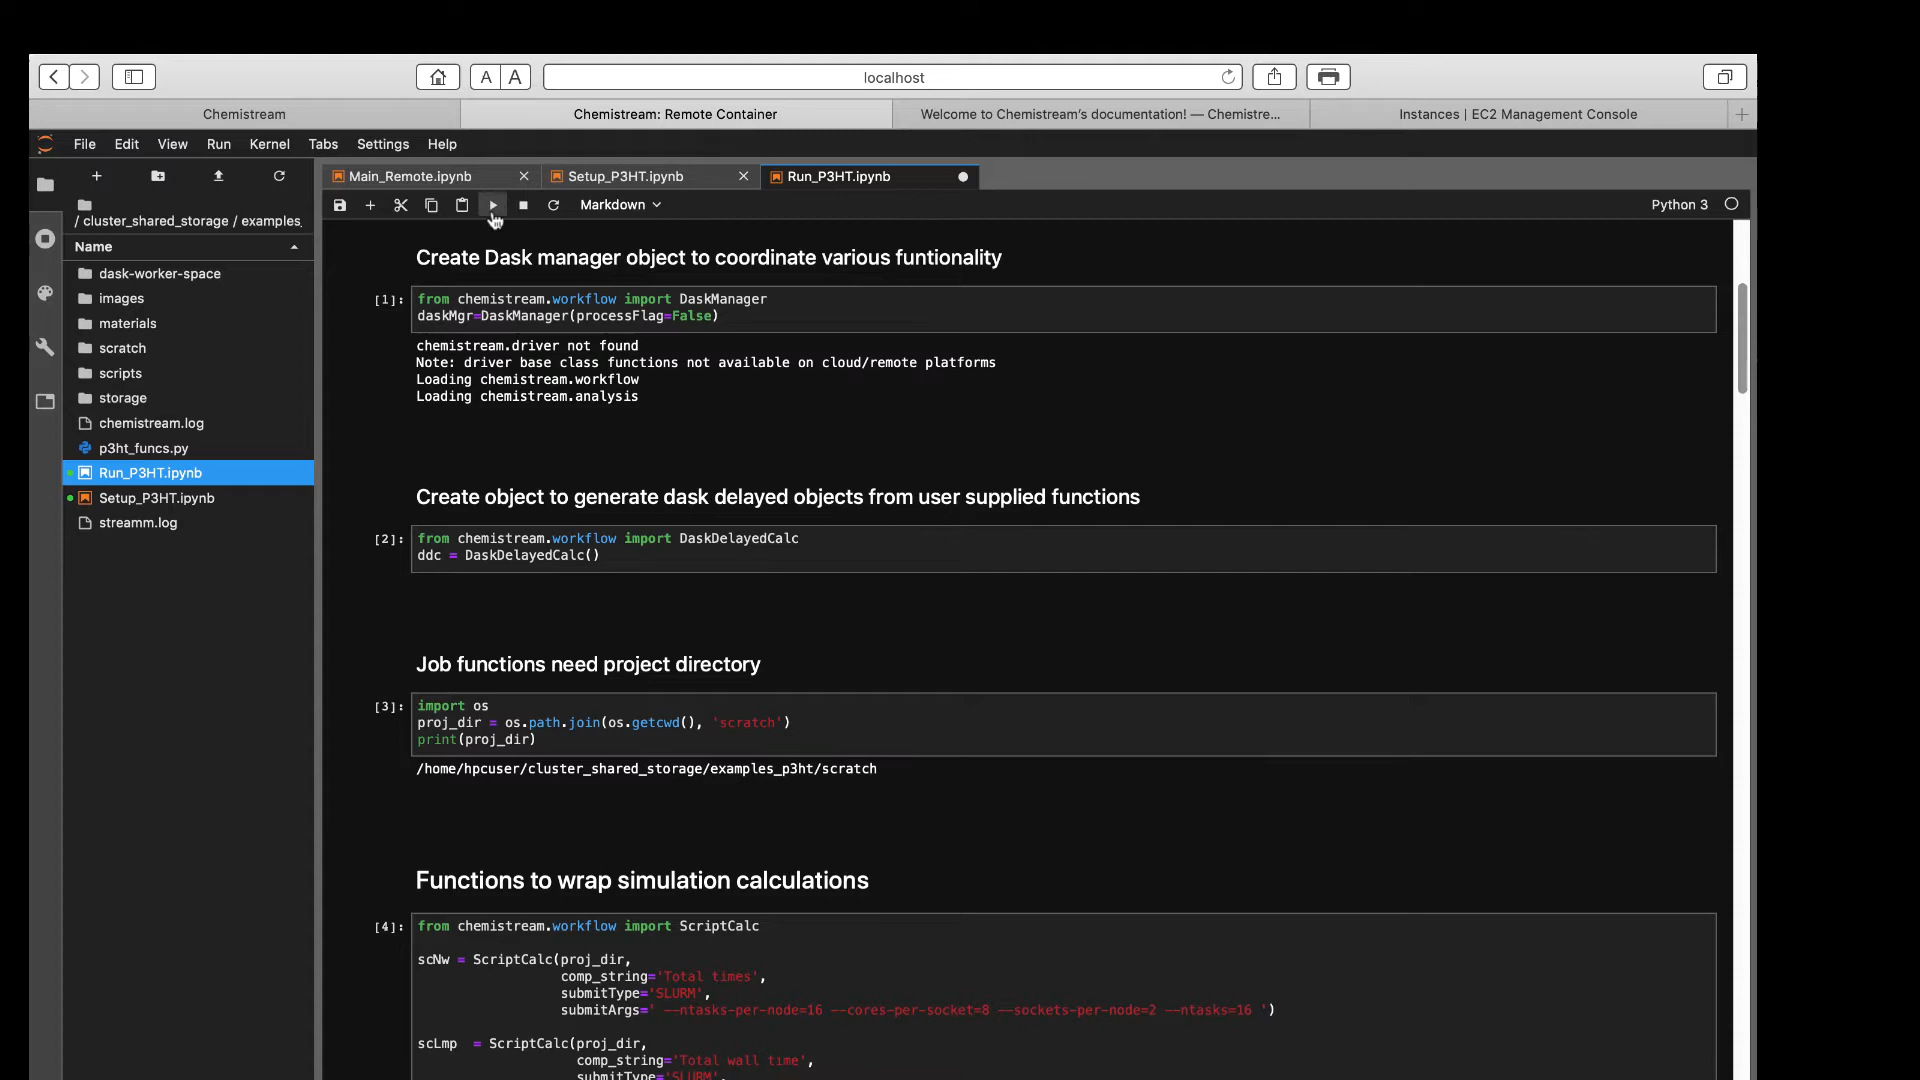 A A
localhost
Chemistream
Chemistream: Remote Container
Welcome to Chemistream's documentation! — Chemistre...
Instances | EC2 Management Console
File Edit View Run Kernel Tabs Settings Help
Main_Remote.ipynb
Setup_P3HT.ipynb
Run_P3HT.ipynb
Markdown
Python 3
/ cluster_shared_storage / examples_
Name
dask-worker-space
images
materials
scratch
scripts
storage
chemistream.log
p3ht_funcs.py
Run_P3HT.ipynb
Setup_P3HT.ipynb
streamm.log
Create Dask manager object to coordinate various funtionality
[1]: from chemistream.workflow import DaskManager
daskMgr=DaskManager(processFlag=False)
chemistream.driver not found
Note: driver base class functions not available on cloud/remote platforms
Loading chemistream.workflow
Loading chemistream.analysis
Create object to generate dask delayed objects from user supplied functions
[2]: from chemistream.workflow import DaskDelayedCalc
ddc = DaskDelayedCalc()
Job functions need project directory
[3]: import os
proj_dir = os.path.join(os.getcwd(), 'scratch')
print(proj_dir)
/home/hpcuser/cluster_shared_storage/examples_p3ht/scratch
Functions to wrap simulation calculations
[4]: from chemistream.workflow import ScriptCalc
scNw = ScriptCalc(proj_dir,
comp_string='Total times',
submitType='SLURM',
submitArgs=' --ntasks-per-node=16 --cores-per-socket=8 --sockets-per-node=2 --ntasks=16 ')
scLmp = ScriptCalc(proj_dir,
comp_string='Total wall time',
submitType='SLURM',